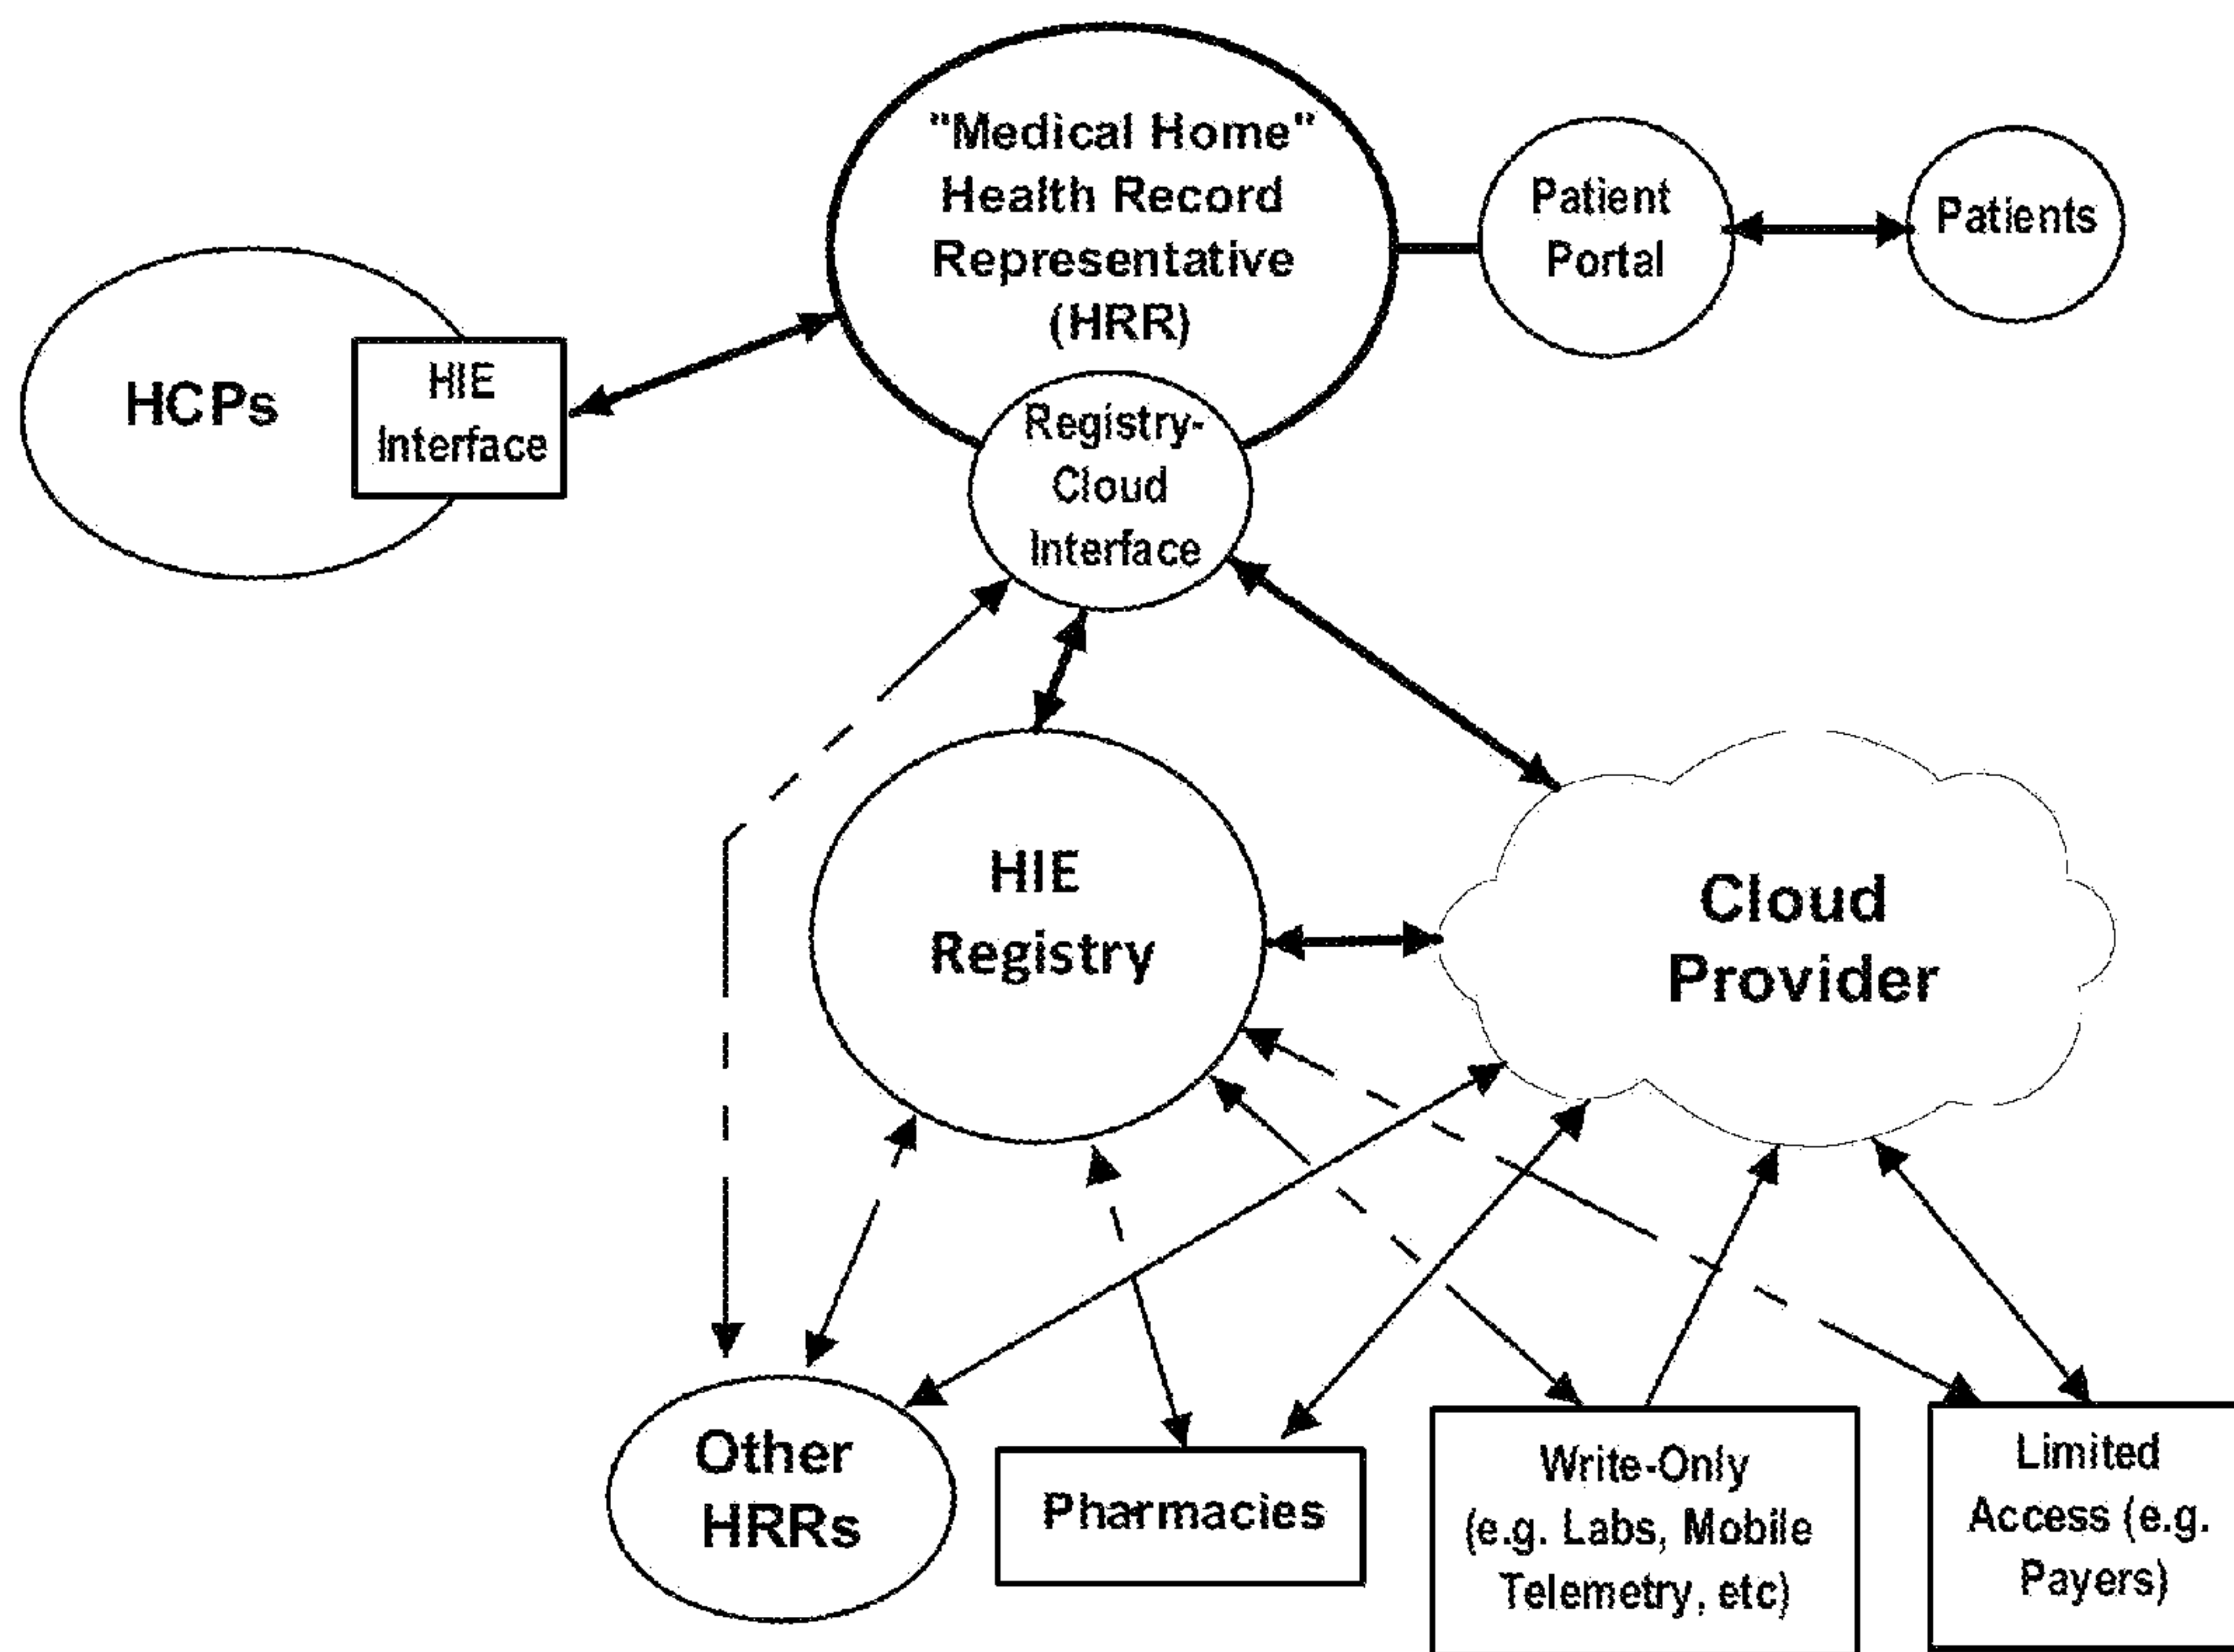 "Medical Home"
Health Record
Representative
(HRR)
Patient
Portal
Patients
HCPs
HIE
Interface
Registry-
Cloud
Interface
HIE
Registry
Cloud
Provider
Other
HRRs
Pharmacies
Write-Only
(e.g. Labs, Mobile
Telemetry, etc)
Limited
Access (e.g.
Payers)